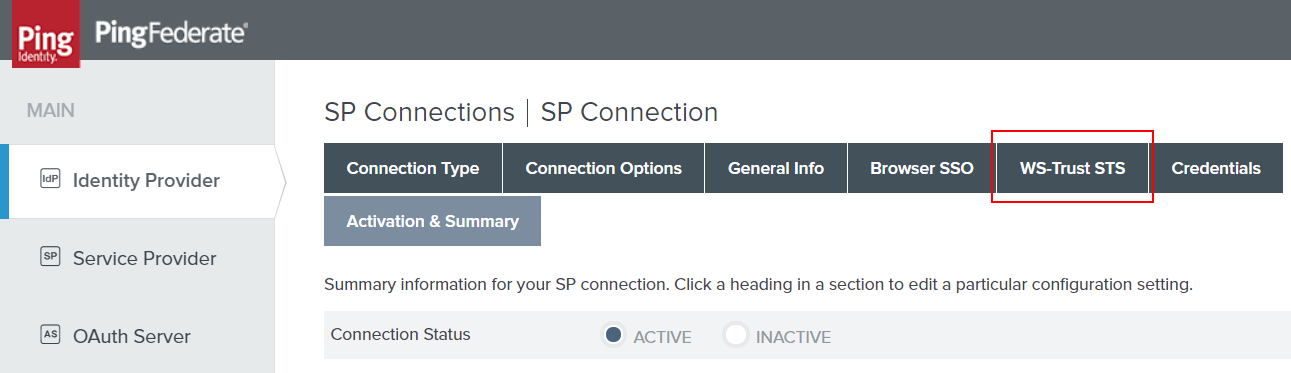 Ping
Identity.
PingFederate®
MAIN
IdP Identity Provider
SP Service Provider
AS OAuth Server
SP Connections | SP Connection
Connection Type Connection Options General Info Browser SSO WS-Trust STS Credentials
Activation & Summary
Summary information for your SP connection. Click a heading in a section to edit a particular configuration setting.
Connection Status ACTIVE INACTIVE